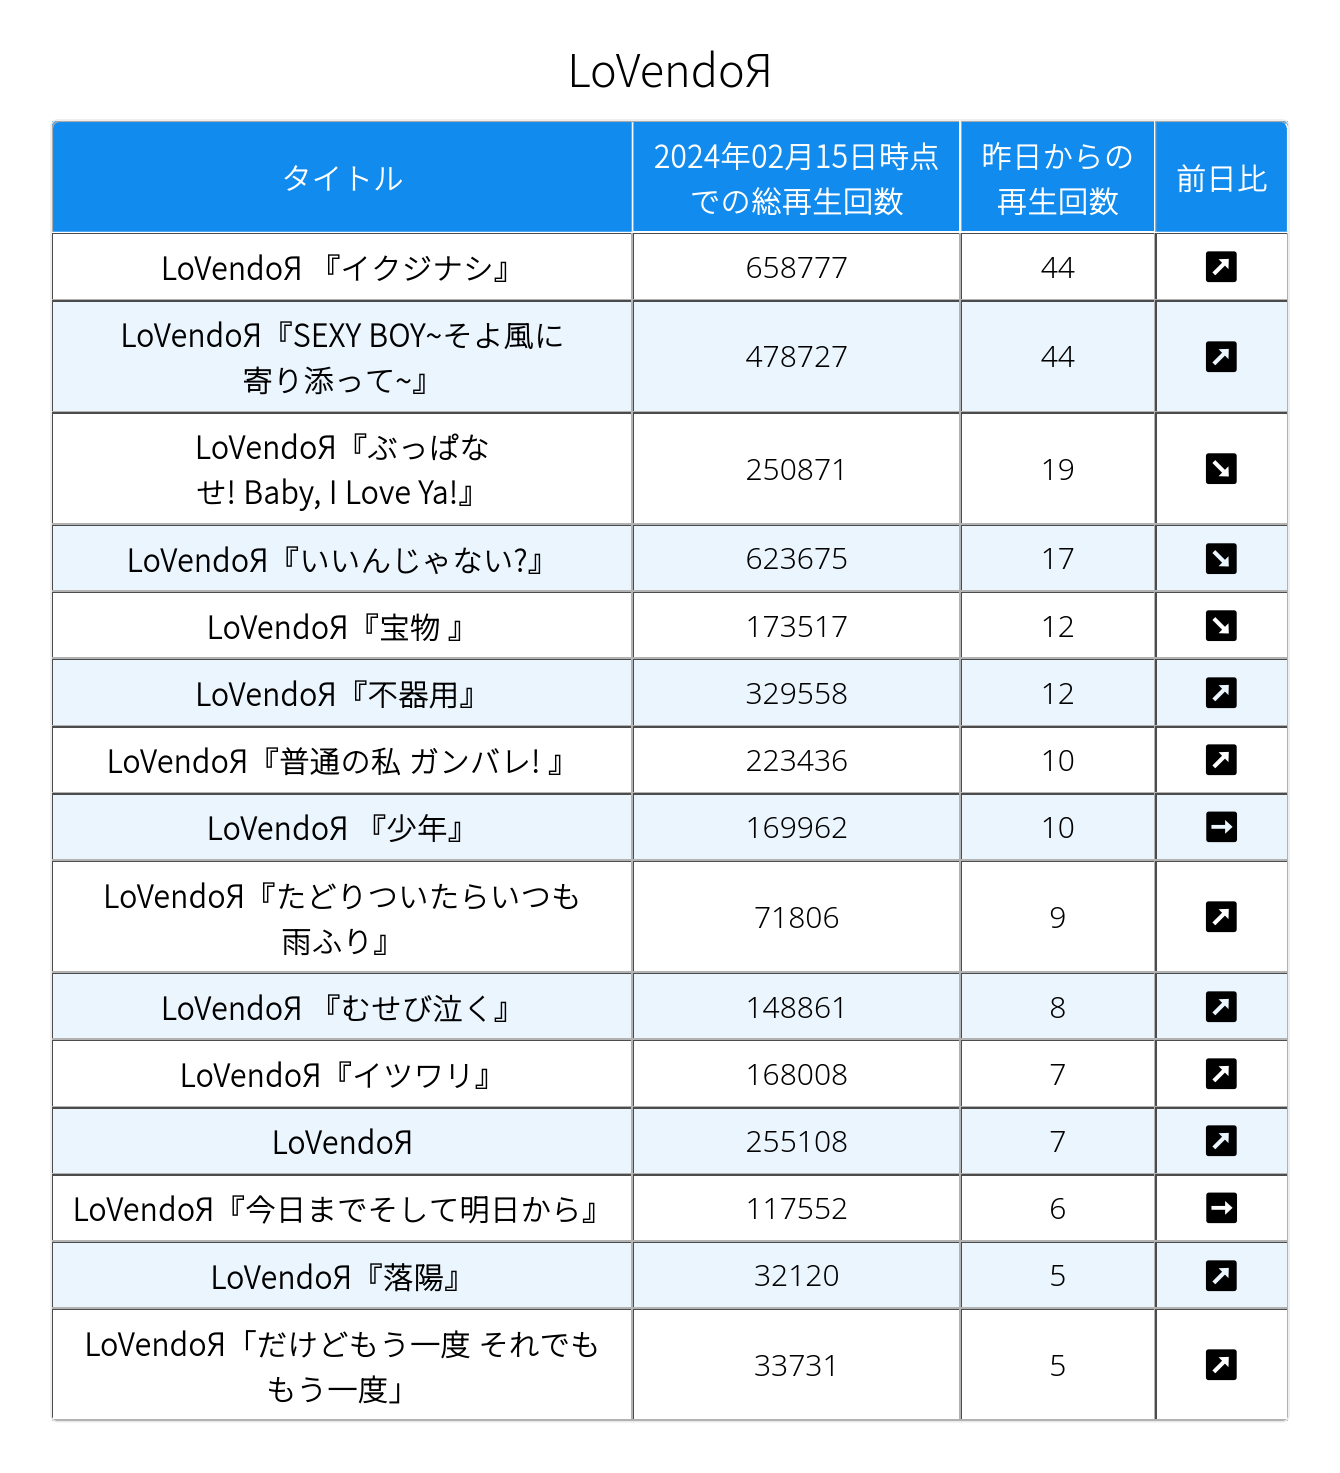 LoVendoЯ
タイトル
2024年02月15日時点
での総再生回数
昨日からの
再生回数
前日比
LoVendoЯ 『イクジナシ』
658777
44
LoVendoЯ『SEXY BOY~そよ風に
寄り添って~』
478727
44
LoVendoЯ『ぶっぱな
せ! Baby, I Love Ya!』
250871
19
LoVendoЯ『いいんじゃない?』
623675
17
LoVendoЯ『宝物 』
173517
12
LoVendoЯ『不器用』
329558
12
LoVendoЯ『普通の私 ガンバレ! 』
223436
10
LoVendoЯ 『少年』
169962
10
LoVendoЯ『たどりついたらいつも
雨ふり』
71806
9
LoVendoЯ 『むせび泣く』
148861
8
LoVendoЯ『イツワリ』
168008
7
LoVendoЯ
255108
7
LoVendoЯ『今日までそして明日から』
117552
6
LoVendoЯ『落陽』
32120
5
LoVendoЯ「だけどもう一度 それでも
もう一度」
33731
5